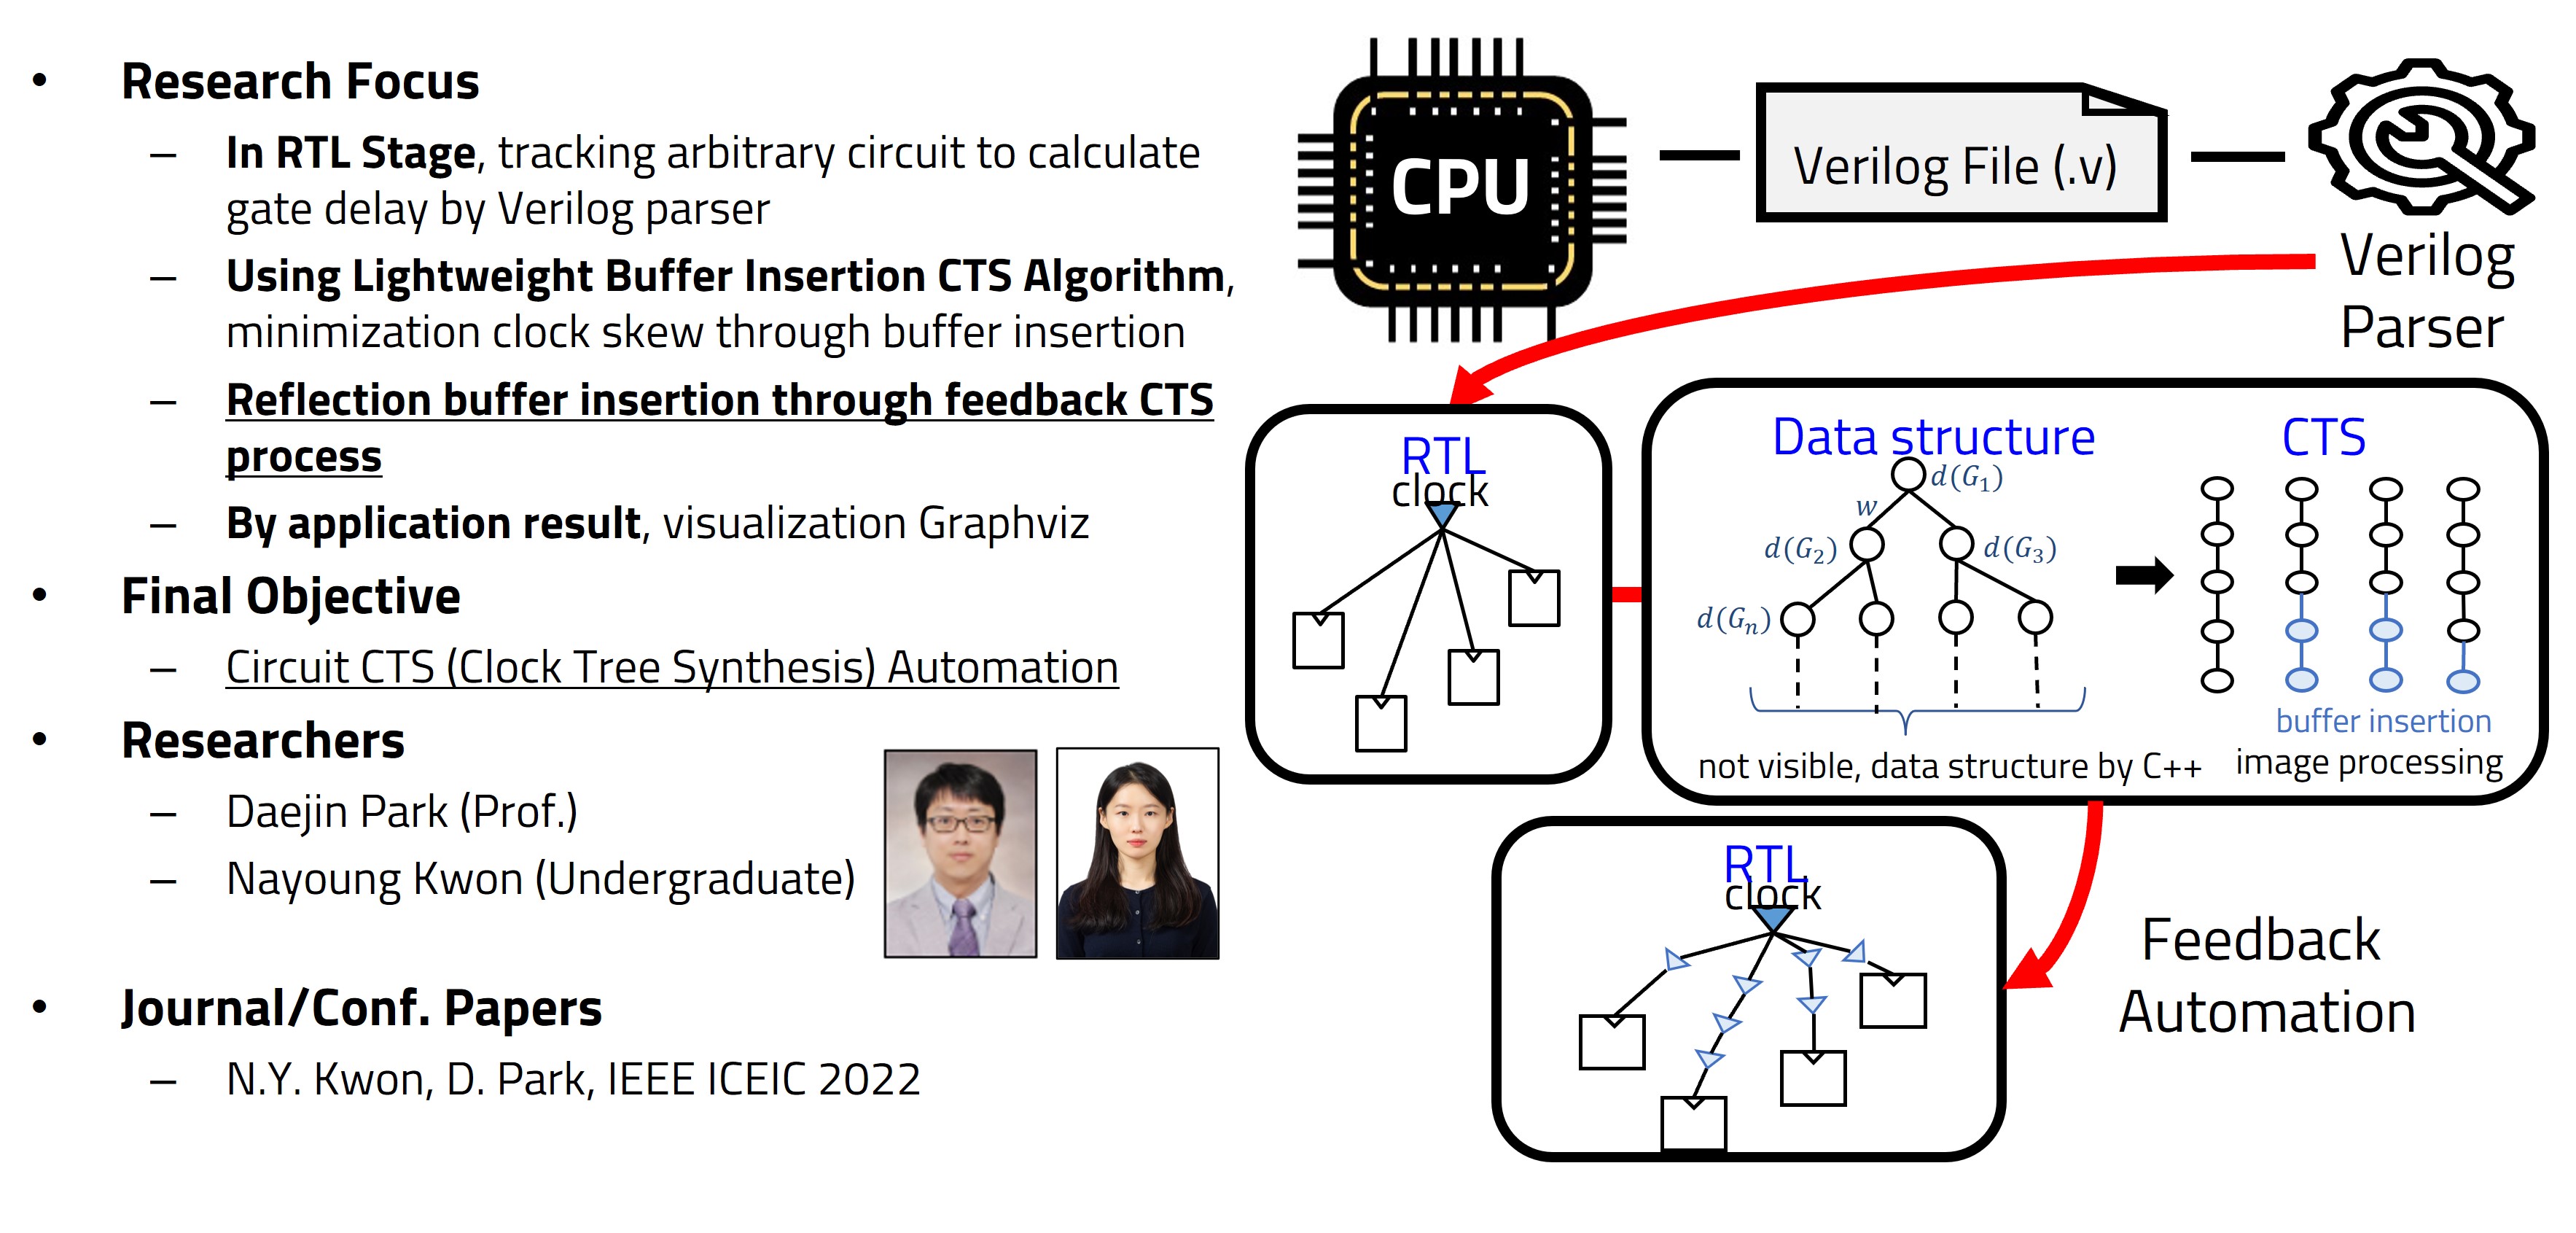 • Research Focus
– In RTL Stage, tracking arbitrary circuit to calculate
gate delay by Verilog parser
– Using Lightweight Buffer Insertion CTS Algorithm,
minimization clock skew through buffer insertion
– Reflection buffer insertion through feedback CTS
process
– By application result, visualization Graphviz
• Final Objective
– Circuit CTS (Clock Tree Synthesis) Automation
• Researchers
– Daejin Park (Prof.)
– Nayoung Kwon (Undergraduate)
• Journal/Conf. Papers
– N.Y. Kwon, D. Park, IEEE ICEIC 2022
CPU
Verilog File (.v)
Verilog
Parser
RTL
clock
Data structure
d(G₁)
w
d(G₂)
d(G₃)
d(Gₙ)
not visible, data structure by C++
CTS
buffer insertion
image processing
RTL
clock
Feedback
Automation